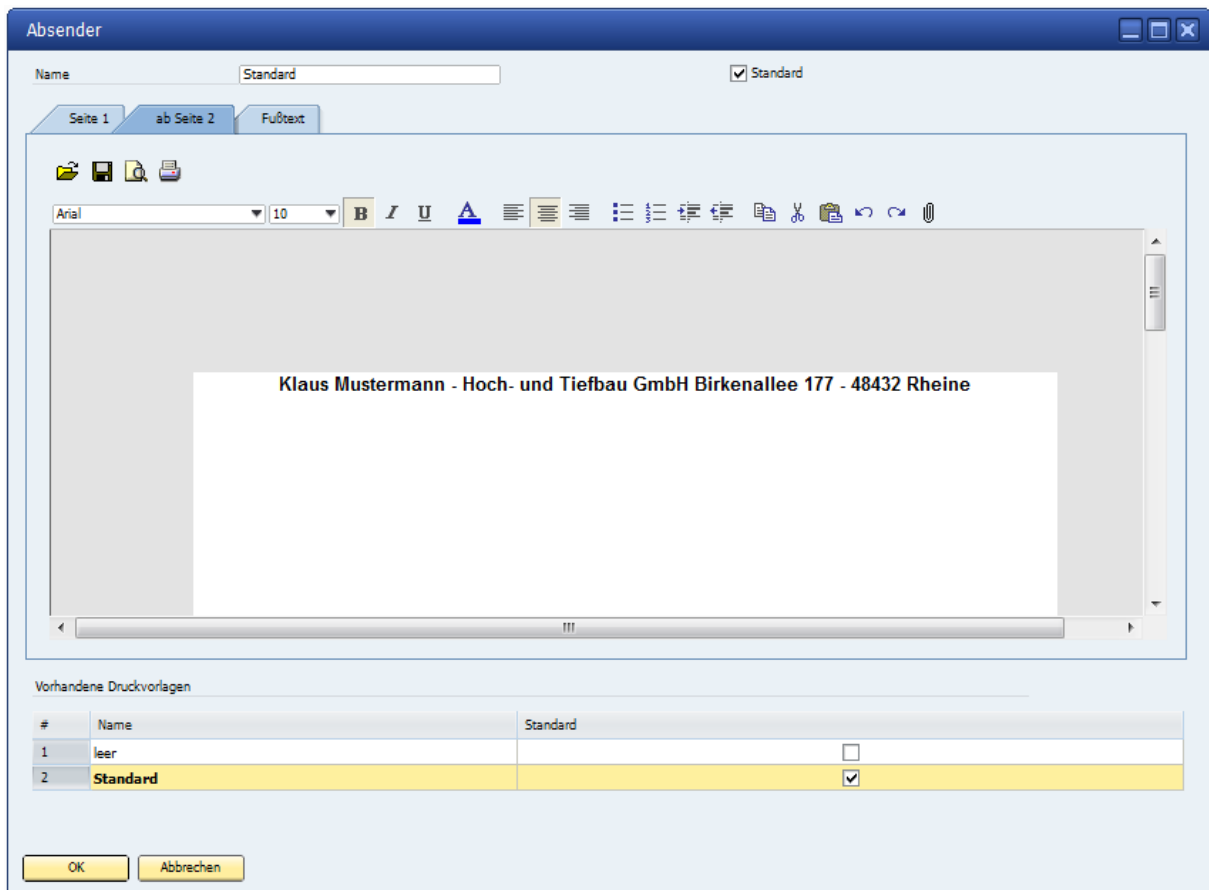 Absender
Name Standard Standard
Seite 1 ab Seite 2 Fußtext
Arial 10 B I U A
Klaus Mustermann - Hoch- und Tiefbau GmbH Birkenallee 177 - 48432 Rheine
Vorhandene Druckvorlagen
# Name Standard
1 leer
2 Standard
OK Abbrechen